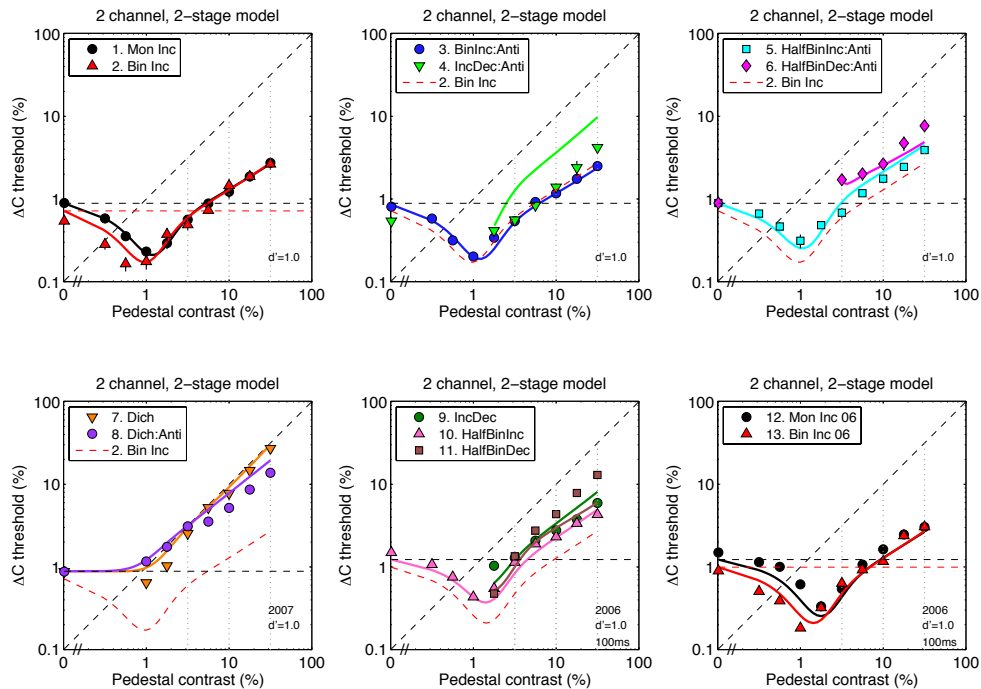 2 channel, 2-stage model
100
10
1
0.1
ΔC threshold (%)
1. Mon Inc
2. Bin Inc
d'=1.0
0
1
10
100
Pedestal contrast (%)
2 channel, 2-stage model
100
10
1
0.1
ΔC threshold (%)
3. BinInc:Anti
4. IncDec:Anti
2. Bin Inc
d'=1.0
0
1
10
100
Pedestal contrast (%)
2 channel, 2-stage model
100
10
1
0.1
ΔC threshold (%)
5. HalfBinInc:Anti
6. HalfBinDec:Anti
2. Bin Inc
d'=1.0
0
1
10
100
Pedestal contrast (%)
2 channel, 2-stage model
100
10
1
0.1
ΔC threshold (%)
7. Dich
8. Dich:Anti
2. Bin Inc
2007
d'=1.0
0
1
10
100
Pedestal contrast (%)
2 channel, 2-stage model
100
10
1
0.1
ΔC threshold (%)
9. IncDec
10. HalfBinInc
11. HalfBinDec
2006
d'=1.0
100ms
0
1
10
100
Pedestal contrast (%)
2 channel, 2-stage model
100
10
1
0.1
ΔC threshold (%)
12. Mon Inc 06
13. Bin Inc 06
2006
d'=1.0
100ms
0
1
10
100
Pedestal contrast (%)